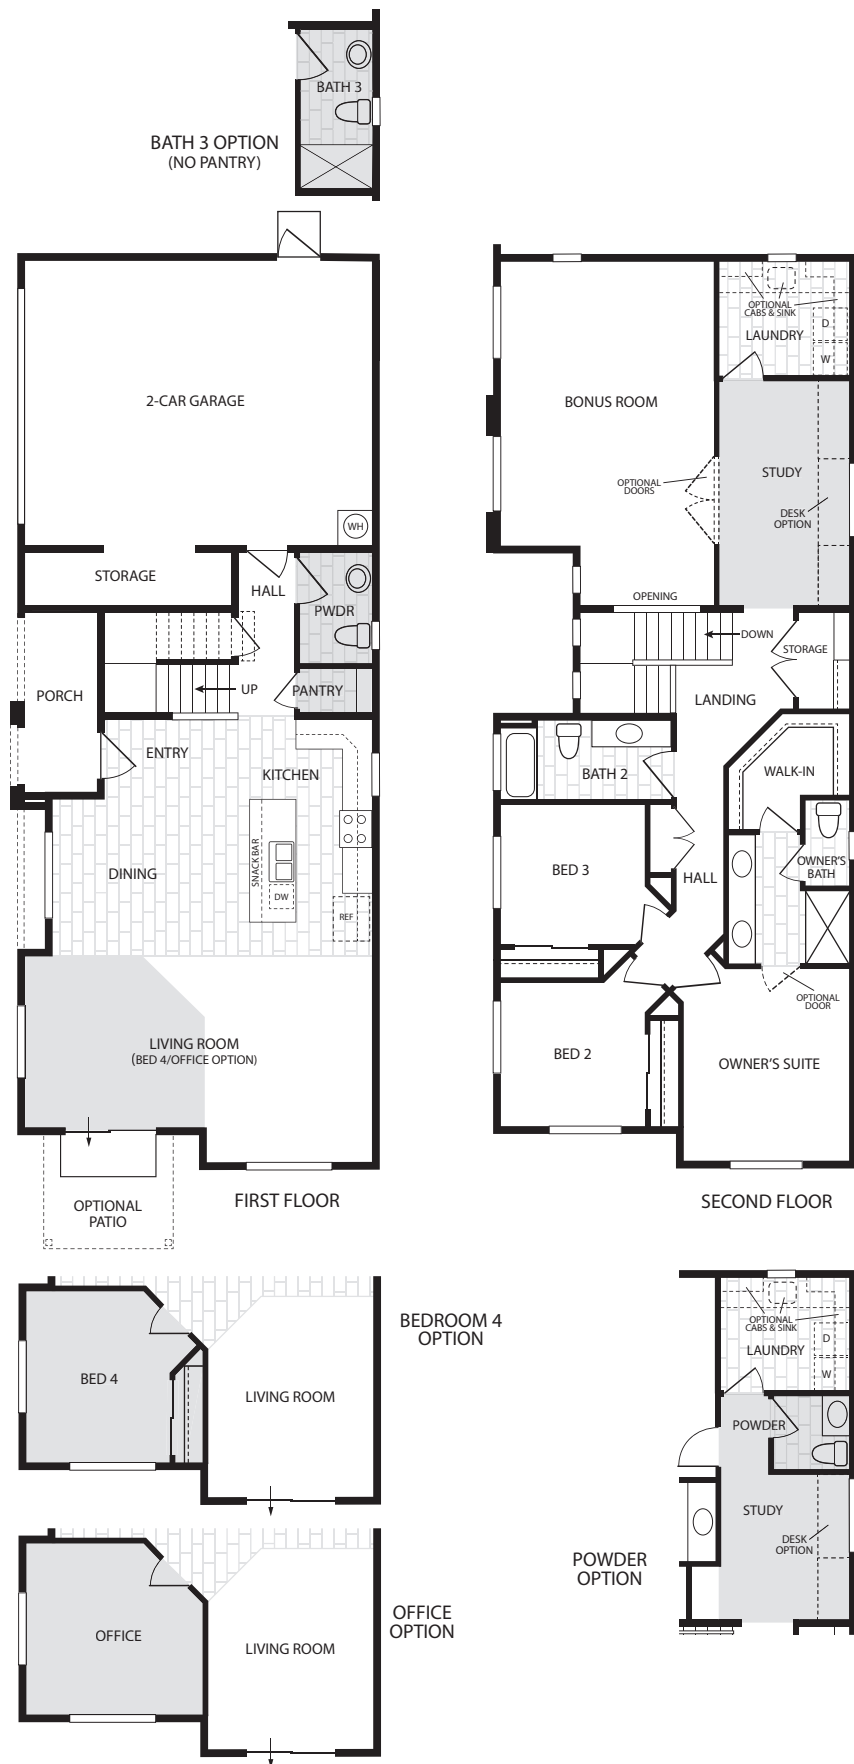 BATH 3
BATH 3 OPTION
(NO PANTRY)
2-CAR GARAGE
WH
STORAGE
HALL
PWDR
PORCH
UP
PANTRY
ENTRY
KITCHEN
SNACK BAR
DINING
DW
REF
LIVING ROOM
(BED 4/OFFICE OPTION)
OPTIONAL
PATIO
FIRST FLOOR
OPTIONAL
CABS & SINK
D
LAUNDRY
W
BONUS ROOM
STUDY
OPTIONAL
DOORS
DESK
OPTION
OPENING
DOWN
STORAGE
LANDING
BATH 2
WALK-IN
BED 3
HALL
OWNER'S
BATH
OPTIONAL
DOOR
BED 2
OWNER'S SUITE
SECOND FLOOR
BEDROOM 4
OPTION
BED 4
LIVING ROOM
OFFICE
OPTION
OFFICE
LIVING ROOM
OPTIONAL
CABS & SINK
D
LAUNDRY
W
POWDER
STUDY
DESK
OPTION
POWDER
OPTION